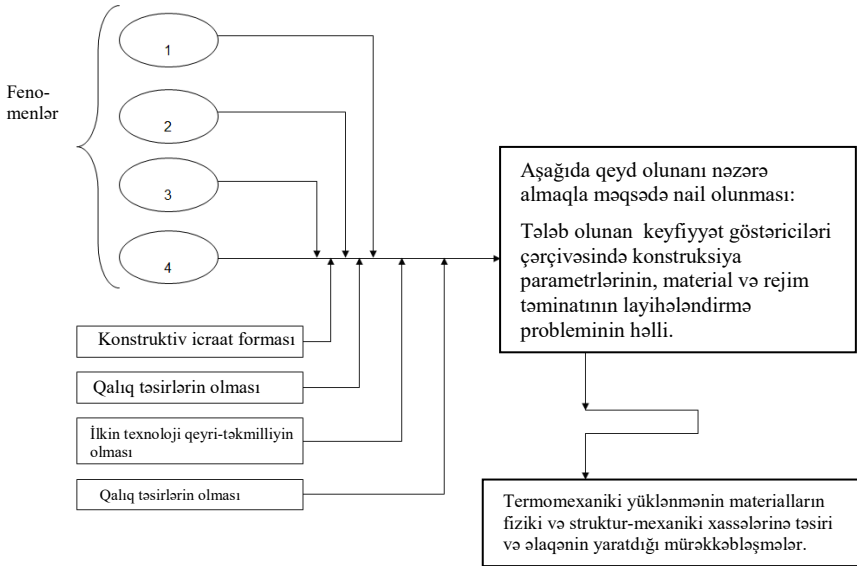 Feno-
menlər
1
2
3
4
Konstruktiv icraat forması
Qalıq təsirlərin olması
İlkin texnoloji qeyri-təkmilliyin
olması
Qalıq təsirlərin olması
Aşağıda qeyd olunanı nəzərə
almaqla məqsədə nail olunması:
Tələb olunan keyfiyyət göstəriciləri
çərçivəsində konstruksiya
parametrlərinin, material və rejim
təminatının layihələndirmə
probleminin həlli.
Termomexaniki yüklənmənin materialların
fiziki və struktur-mexaniki xassələrinə təsiri
və əlaqənin yaratdığı mürəkkəbləşmələr.